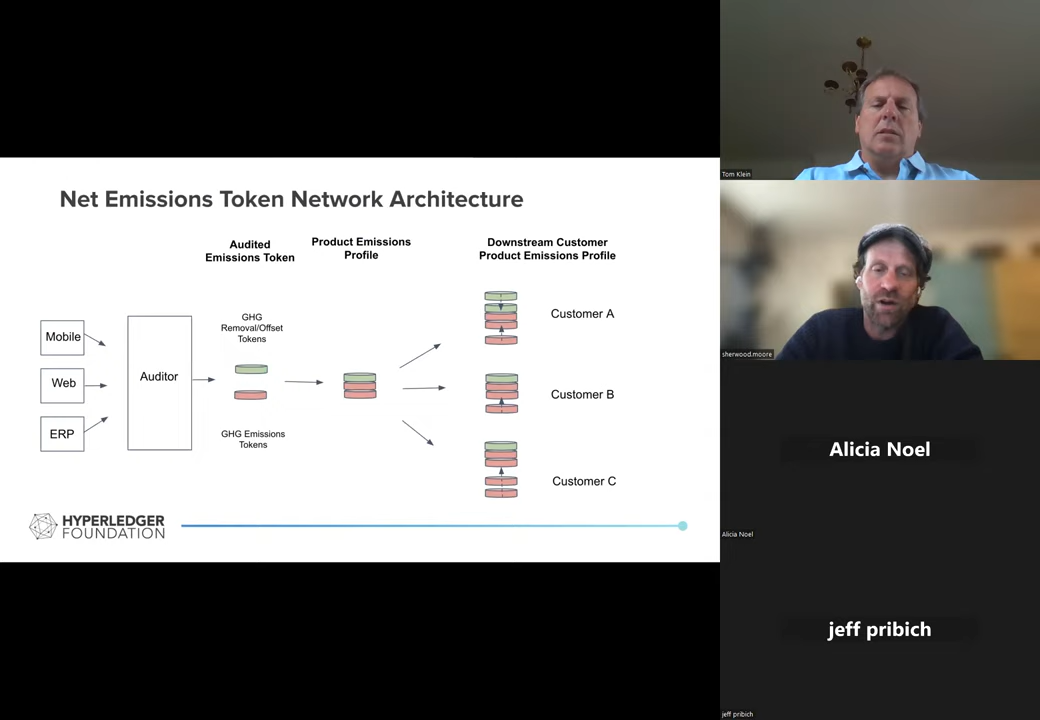 Net Emissions Token Network Architecture
Audited
Emissions Token
Product Emissions
Profile
Downstream Customer
Product Emissions Profile
GHG
Removal/Offset
Tokens
Mobile
Web
ERP
Auditor
GHG Emissions
Tokens
Customer A
Customer B
Customer C
HYPERLEDGER
FOUNDATION
Tom Klein
sherwood.moore
Alicia Noel
Alicia Noel
jeff pribich
jeff pribich